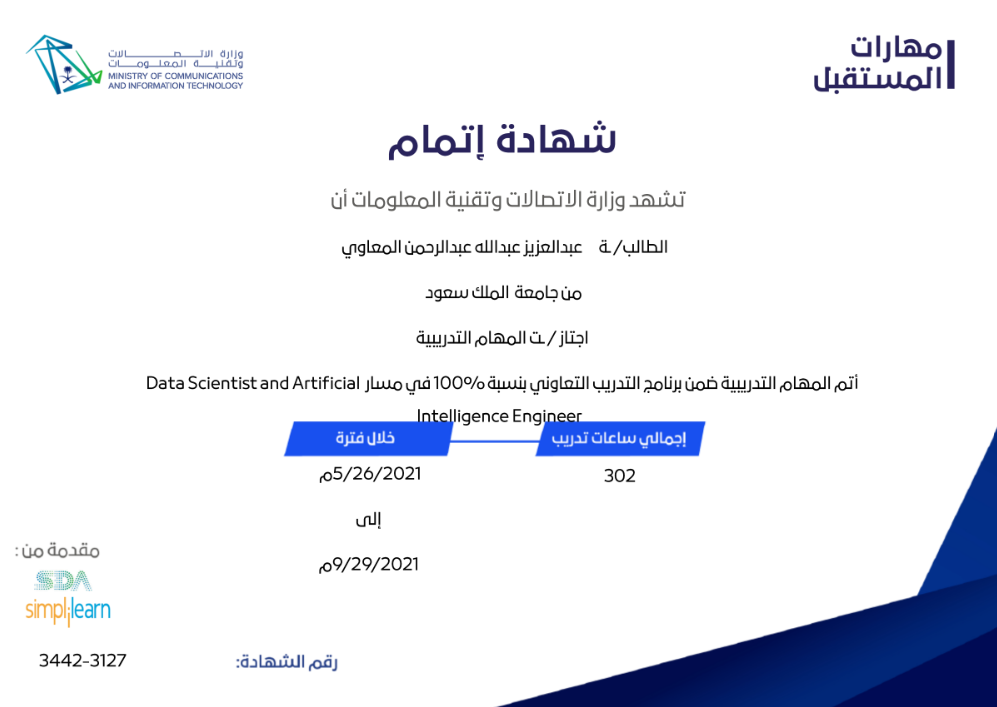 وزارة الاتـصــــالات
وتقنيـــة المعلـومـــات
MINISTRY OF COMMUNICATIONS
AND INFORMATION TECHNOLOGY
مهارات
المستقبل
شهادة إتمام
تشهد وزارة الاتصالات وتقنية المعلومات أن
الطالب/ـة عبدالعزيز عبدالله عبدالرحمن المعاوي
من جامعة الملك سعود
اجتاز/ـت المهام التدريبية
أتم المهام التدريبية ضمن برنامج التدريب التعاوني بنسبة %100 في مسار Data Scientist and Artificial
Intelligence Engineer
إجمالي ساعات تدريب
302
خلال فترة
5/26/2021م
إلى
9/29/2021م
مقدمة من :
SDA
simplilearn
رقم الشهادة: 3442-3127